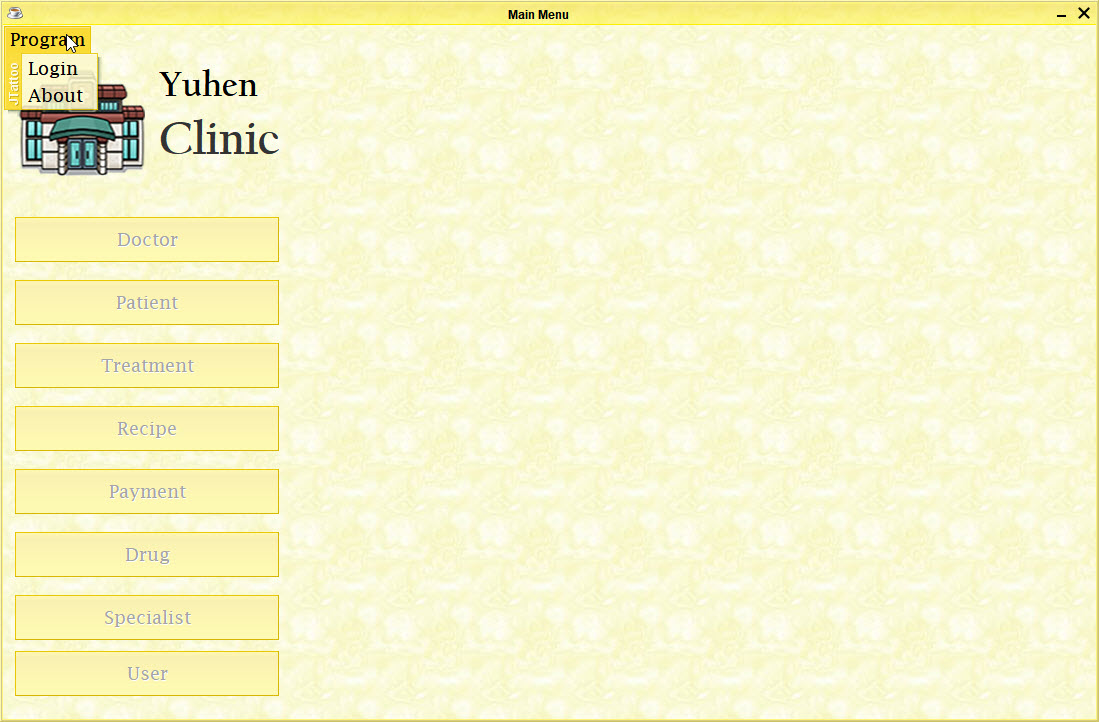 Main Menu
Program
Login
About
JTattoo
Yuhen
Clinic
Doctor
Patient
Treatment
Recipe
Payment
Drug
Specialist
User